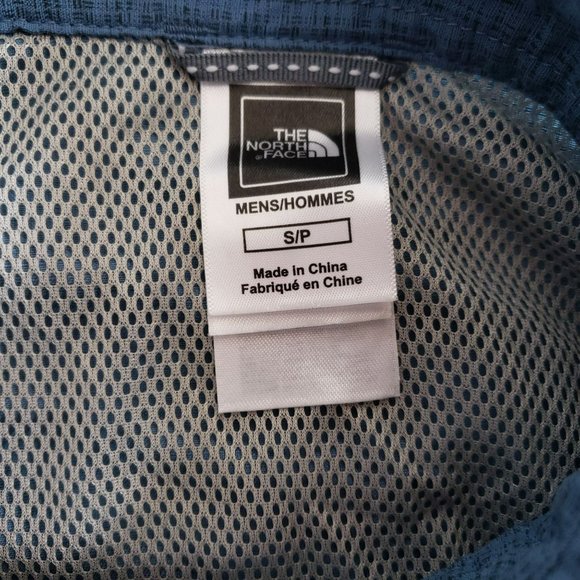 THE
NORTH
FACE
MENS/HOMMES
S/P
Made in China
Fabriqué en Chine